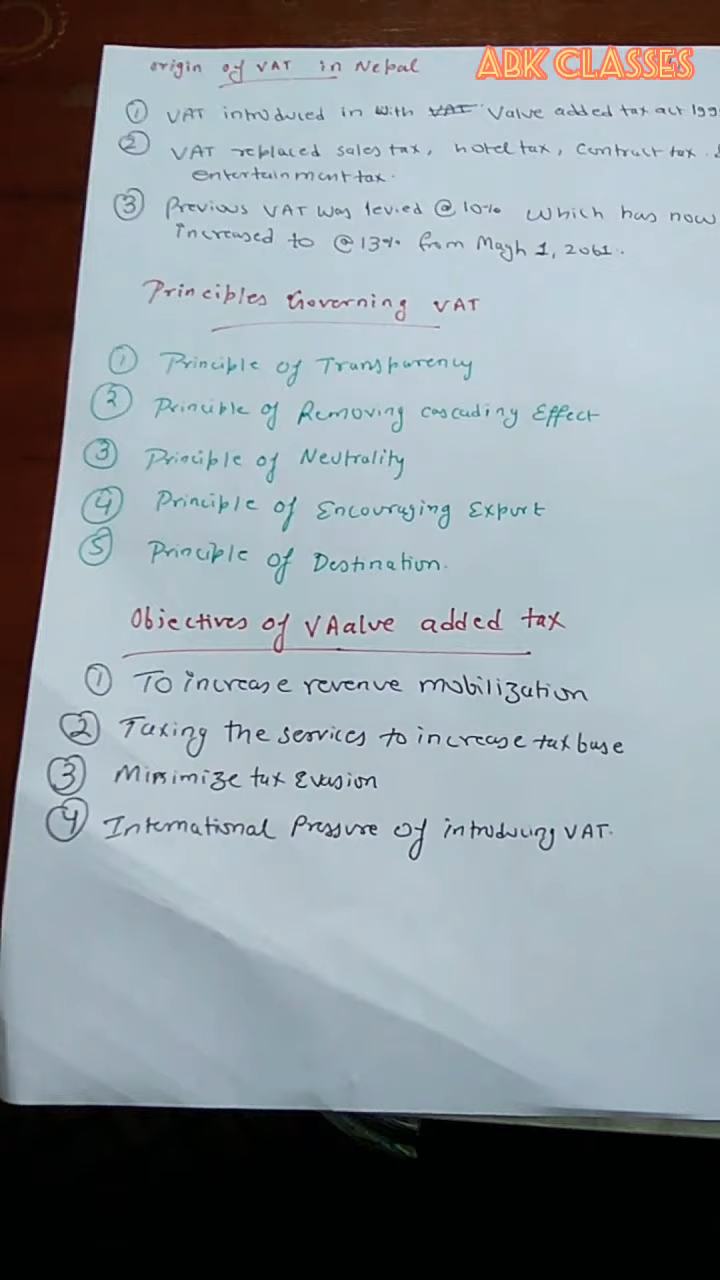 origin of VAT in Nepal
ABK CLASSES
① VAT introduced in with VAT Value added tax act 199
② VAT replaced sales tax, hotel tax, contract tax &
entertainment tax.
③ Previous VAT was levied @ 10% which has now
increased to @ 13% from Magh 1, 2061.
Principles Governing VAT
① Principle of Transparency
② Principle of Removing cascading Effect
③ Principle of Neutrality
④ Principle of Encouraging Export
⑤ Principle of Destination.
Objectives of VAalve added tax
① To increase revenue mobilization
② Taxing the services to increase tax base
③ Minimize tax Evasion
④ International Pressure of introducing VAT.